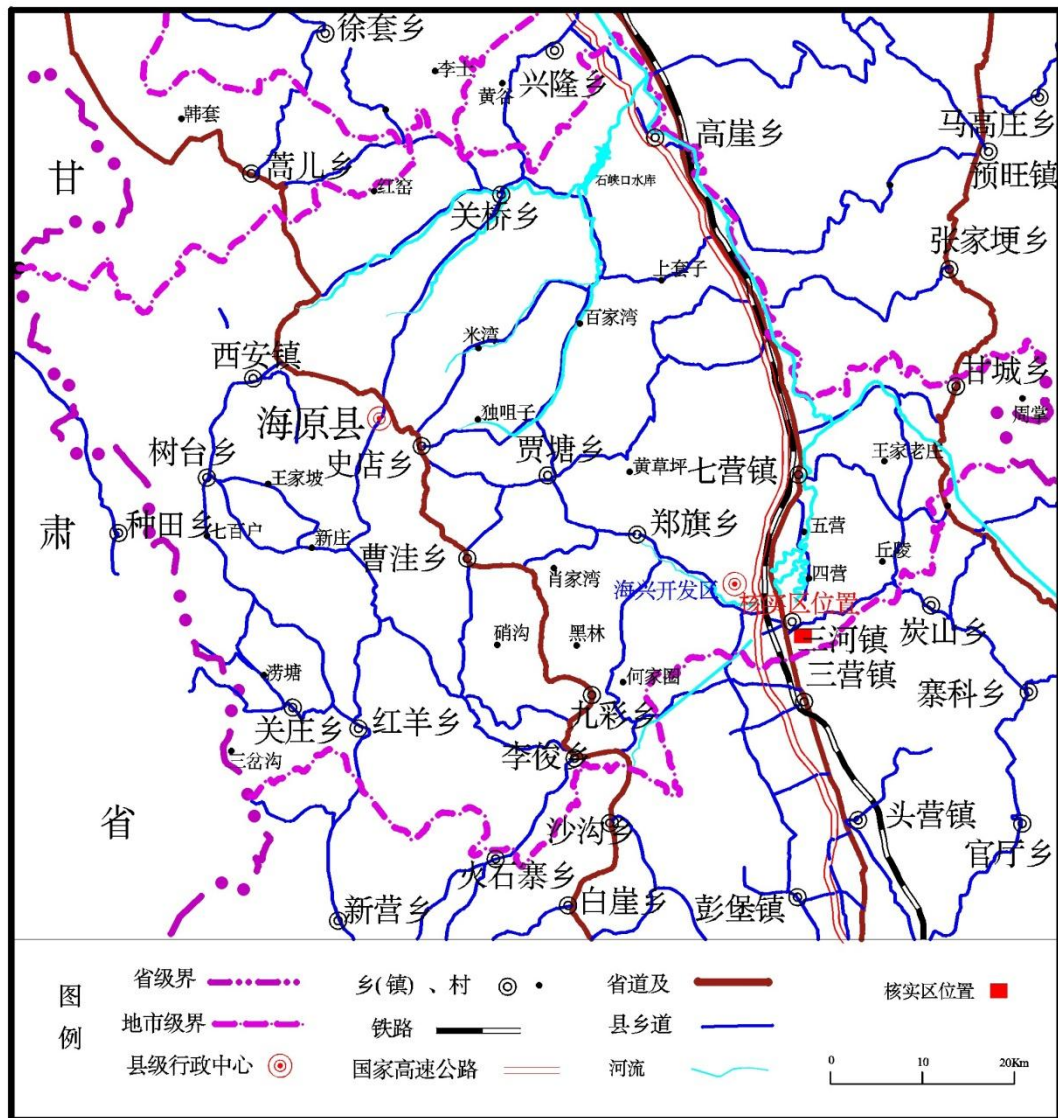 徐套乡
李士
黄谷
兴隆乡
韩套
高崖乡
马高庄乡
预旺镇
甘
蒿儿乡
红窑
关桥乡
石峡口水库
张家埂乡
上套子
百家湾
米湾
西安镇
甘城乡
周堂
海原县
独咀子
史店乡
贾塘乡
树台乡
王家坡
黄草坪
七营镇
王家老庄
肃
种田乡
七百户
新庄
曹洼乡
郑旗乡
五营
丘陵
肖家湾
海兴开发区
四营
核实区位置
硝沟
黑林
三河镇
炭山乡
涝塘
何家圈
三营镇
寨科乡
关庄乡
红羊乡
九彩乡
三岔沟
李俊乡
省
沙沟乡
头营镇
官厅乡
火石寨乡
新营乡
白崖乡
彭堡镇
图
例
省级界
乡(镇)、村
省道及
核实区位置
地市级界
铁路
县乡道
县级行政中心
国家高速公路
河流
0 10 20Km